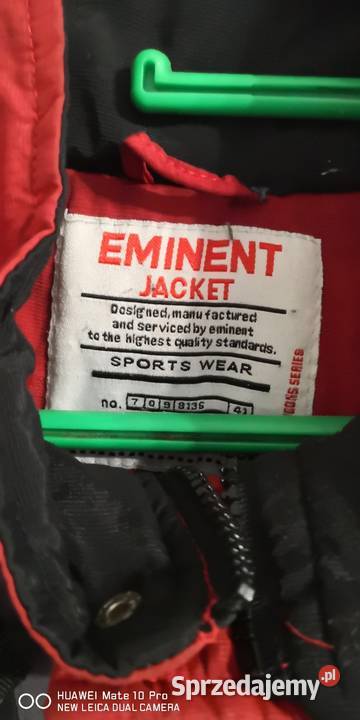 EMINENT
JACKET
Designed, manufactured
and serviced by eminent
to the highest quality standards.
SPORTS WEAR
no. 7 0 9 8136 41
SERIES
HUAWEI Mate 10 Pro
NEW LEICA DUAL CAMERA
Sprzedajemy.pl